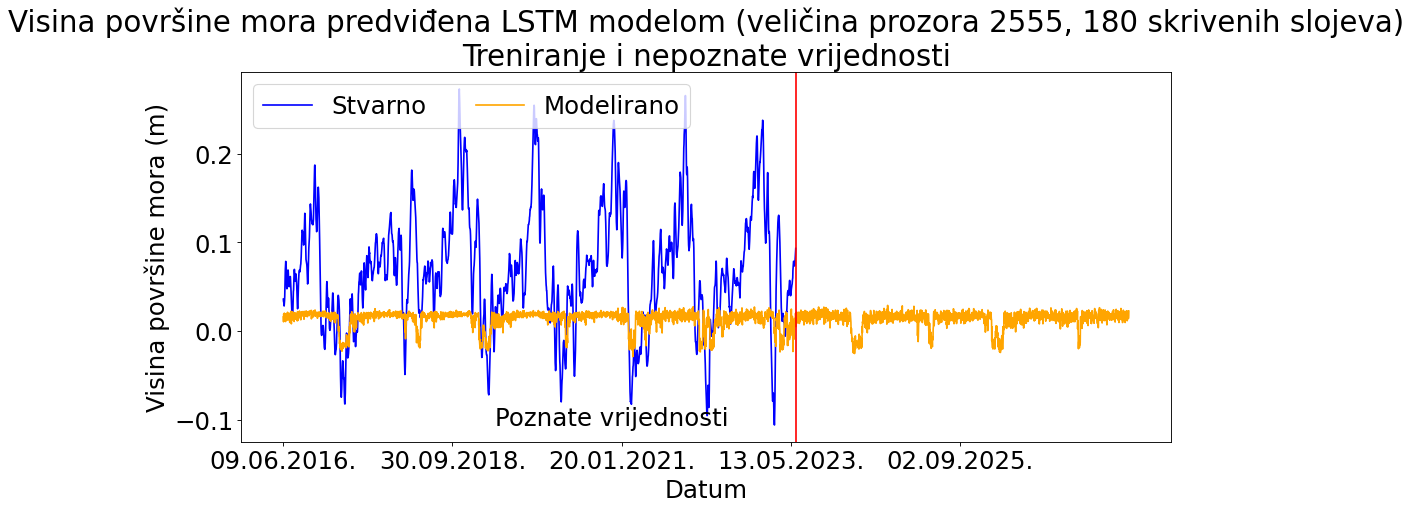 Visina površine mora predviđena LSTM modelom (veličina prozora 2555, 180 skrivenih slojeva)
Treniranje i nepoznate vrijednosti
Stvarno Modelirano
Visina površine mora (m)
0.2
0.1
0.0
−0.1
Poznate vrijednosti
09.06.2016. 30.09.2018. 20.01.2021. 13.05.2023. 02.09.2025.
Datum